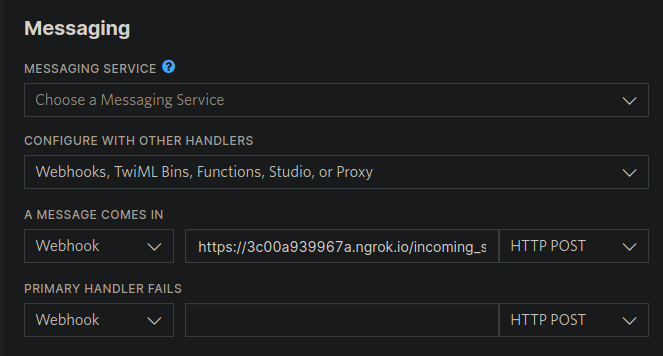 Messaging
MESSAGING SERVICE ?
Choose a Messaging Service
CONFIGURE WITH OTHER HANDLERS
Webhooks, TwiML Bins, Functions, Studio, or Proxy
A MESSAGE COMES IN
Webhook https://3c00a939967a.ngrok.io/incoming_s HTTP POST
PRIMARY HANDLER FAILS
Webhook HTTP POST